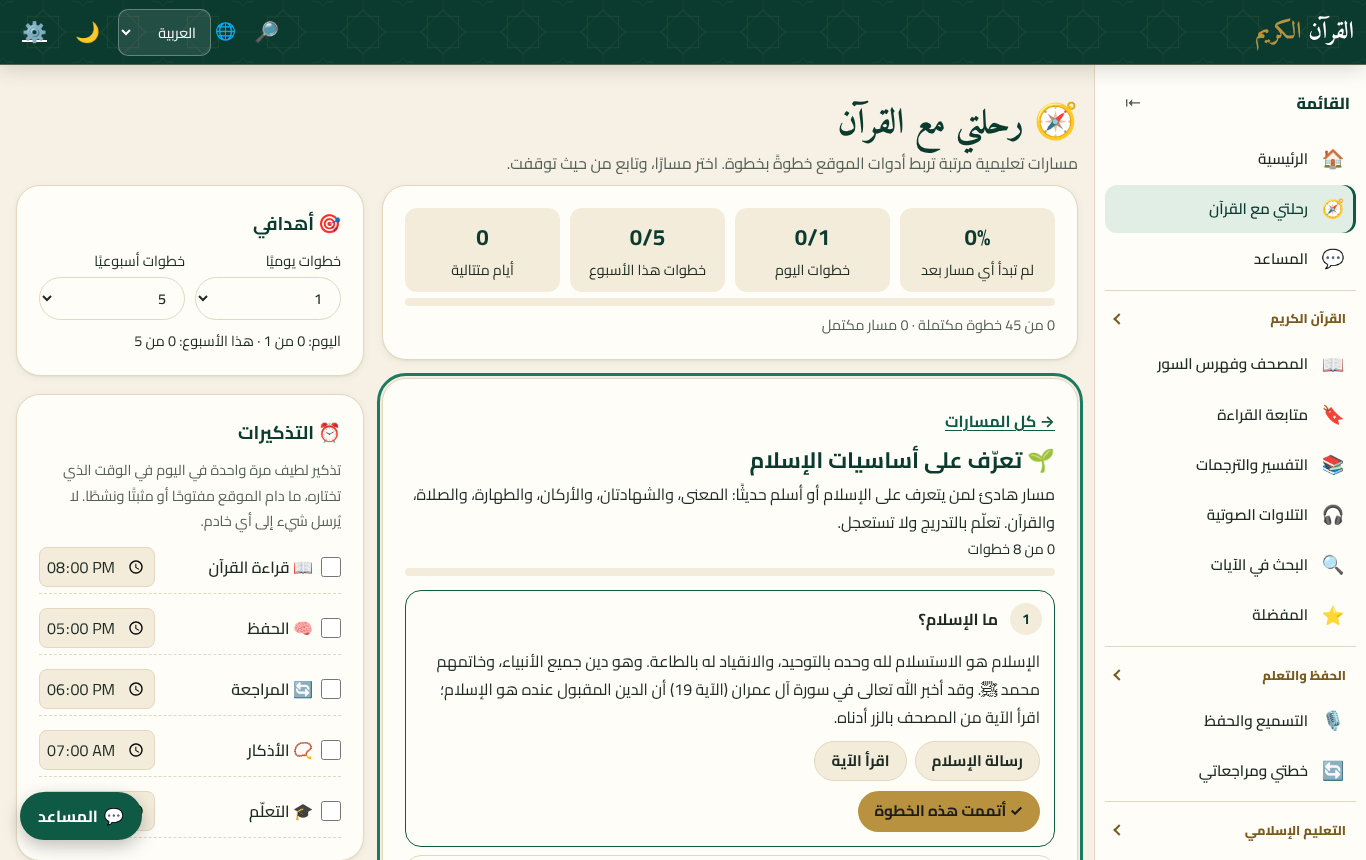 القرآن الكريم
العربية
القائمة
الرئيسية
رحلتي مع القرآن
المساعد
القرآن الكريم
المصحف وفهرس السور
متابعة القراءة
التفسير والترجمات
التلاوات الصوتية
البحث في الآيات
المفضلة
الحفظ والتعلم
التسميع والحفظ
خطتي ومراجعاتي
التعليم الإسلامي
رحلتي مع القرآن
مسارات تعليمية مرتبة تربط أدوات الموقع خطوةً بخطوة. اختر مسارًا، وتابع من حيث توقفت.
0%
لم تبدأ أي مسار بعد
0/1
خطوات اليوم
0/5
خطوات هذا الأسبوع
0
أيام متتالية
0 من 45 خطوة مكتملة · 0 مسار مكتمل
→ كل المسارات
تعرّف على أساسيات الإسلام
مسار هادئ لمن يتعرف على الإسلام أو أسلم حديثًا: المعنى، والشهادتان، والأركان، والطهارة، والصلاة،
والقرآن. تعلّم بالتدريج ولا تستعجل.
0 من 8 خطوات
1 ما الإسلام؟
الإسلام هو الاستسلام لله وحده بالتوحيد، والانقياد له بالطاعة. وهو دين جميع الأنبياء، وخاتمهم
محمد ﷺ. وقد أخبر الله تعالى في سورة آل عمران (الآية 19) أن الدين المقبول عنده هو الإسلام؛
اقرأ الآية من المصحف بالزر أدناه.
رسالة الإسلام
اقرأ الآية
✓ أتممت هذه الخطوة
أهدافي
خطوات يوميًا
خطوات أسبوعيًا
1
5
اليوم: 0 من 1 · هذا الأسبوع: 0 من 5
التذكيرات
تذكير لطيف مرة واحدة في اليوم في الوقت الذي
تختاره، ما دام الموقع مفتوحًا أو مثبتًا ونشطًا. لا
يُرسل شيء إلى أي خادم.
قراءة القرآن
08:00 PM
الحفظ
05:00 PM
المراجعة
06:00 PM
الأذكار
07:00 AM
التعلّم
المساعد